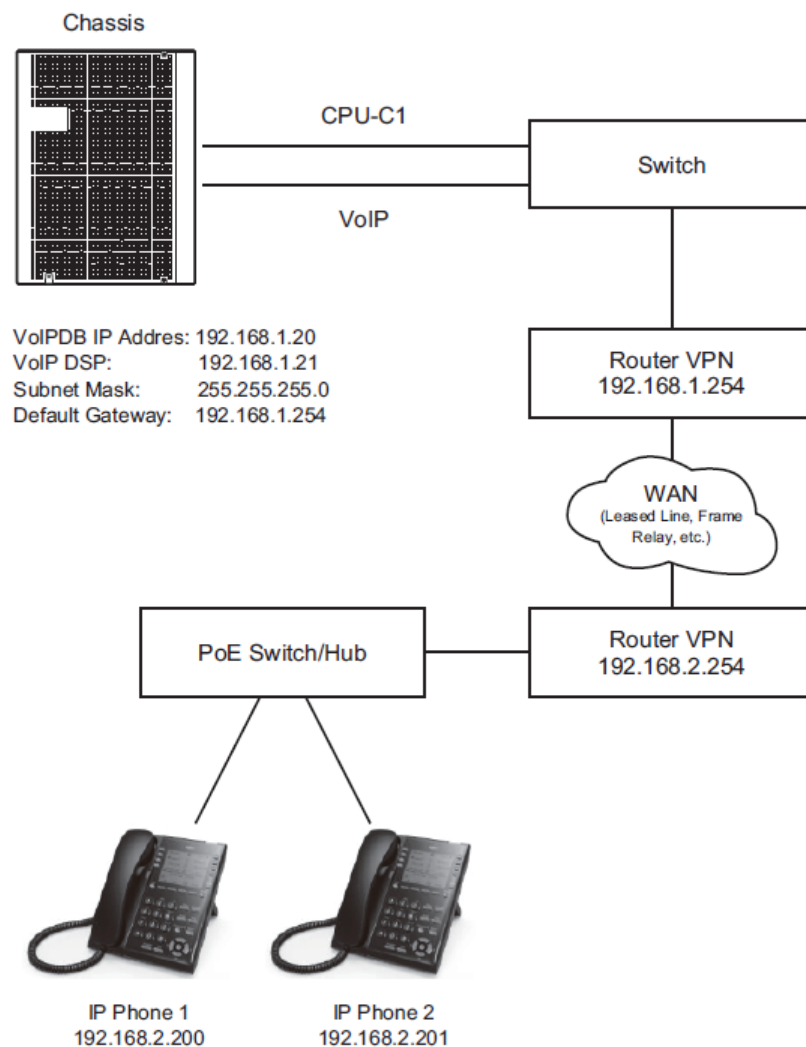 Chassis
CPU-C1
Switch
VoIP
VoIPDB IP Addres: 192.168.1.20
VoIP DSP: 192.168.1.21
Subnet Mask: 255.255.255.0
Default Gateway: 192.168.1.254
Router VPN
192.168.1.254
WAN
(Leased Line, Frame
Relay, etc.)
PoE Switch/Hub
Router VPN
192.168.2.254
IP Phone 1
192.168.2.200
IP Phone 2
192.168.2.201